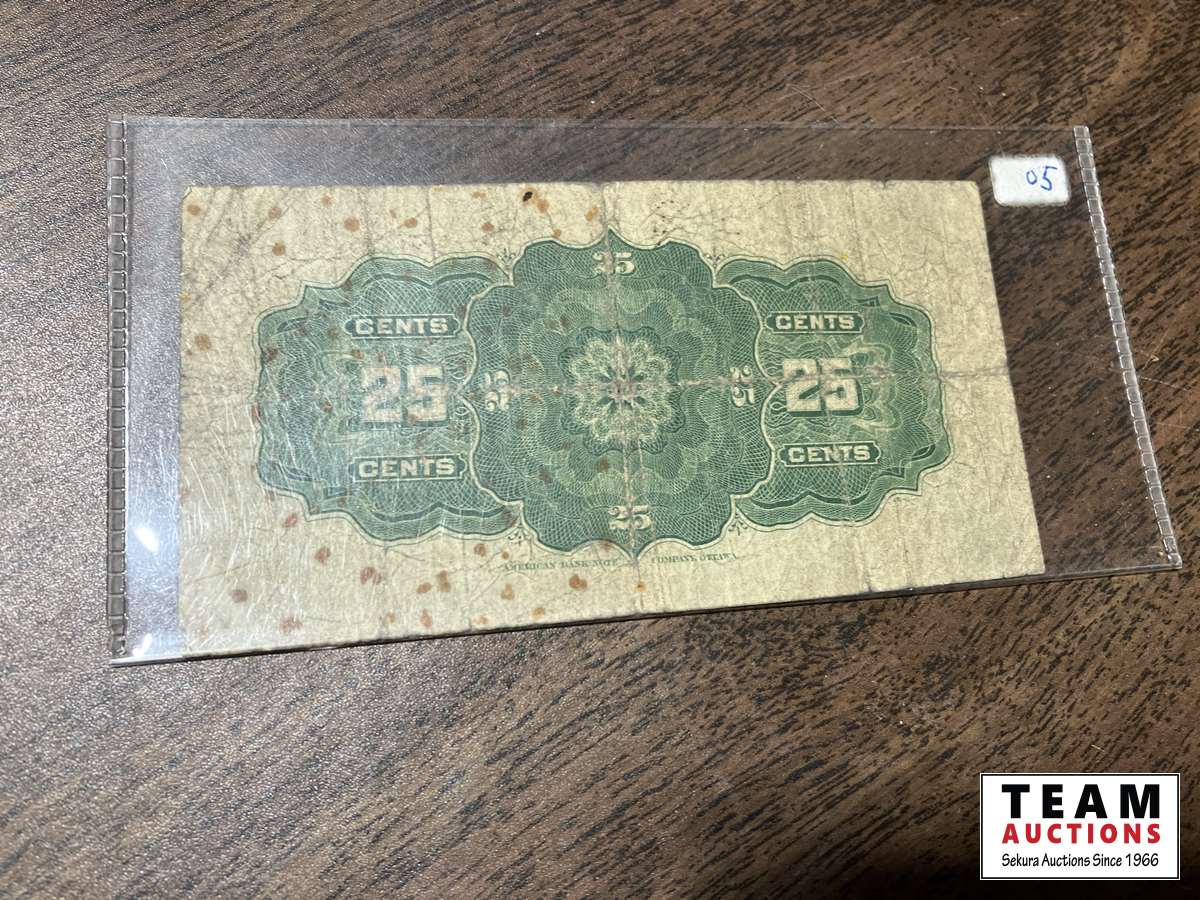 05
25
CENTS
CENTS
25
25
25
25
CENTS
CENTS
25
AMERICAN BANK NOTE COMPANY, OTTAWA
TEAM
AUCTIONS
Sekura Auctions Since 1966